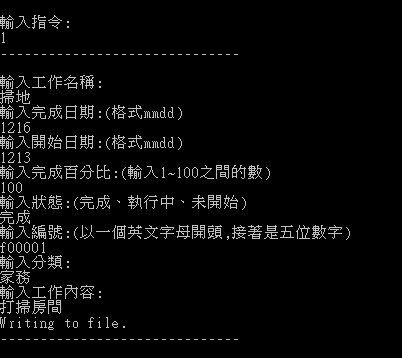 輸入指令:
1
------------------------------
輸入工作名稱:
掃地
輸入完成日期:(格式mmdd)
1216
輸入開始日期:(格式mmdd)
1213
輸入完成百分比:(輸入1~100之間的數)
100
輸入狀態:(完成、執行中、未開始)
完成
輸入編號:(以一個英文字母開頭,接著是五位數字)
f00001
輸入分類:
家務
輸入工作內容:
打掃房間
Writing to file.
------------------------------